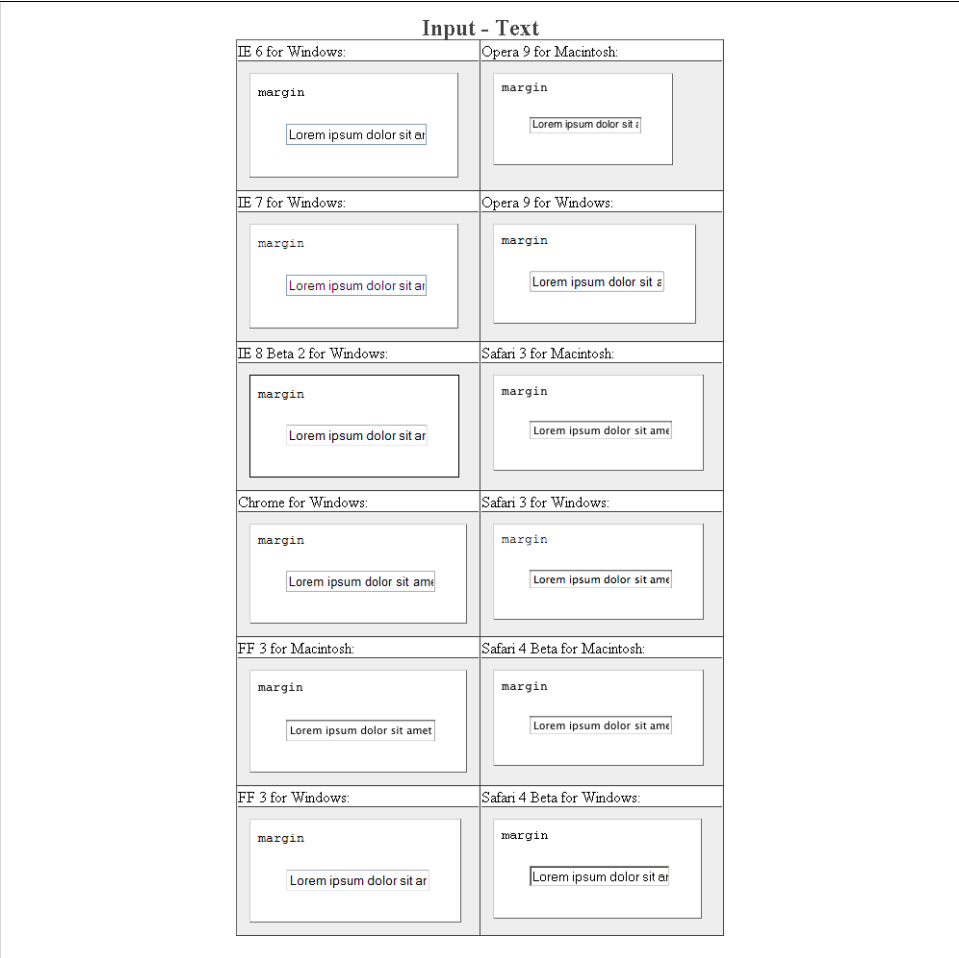 Input - Text
IE 6 for Windows:
margin
Lorem ipsum dolor sit ar
Opera 9 for Macintosh:
margin
Lorem ipsum dolor sit
IE 7 for Windows:
margin
Lorem ipsum dolor sit ar
Opera 9 for Windows:
margin
Lorem ipsum dolor sit a
IE 8 Beta 2 for Windows:
margin
Lorem ipsum dolor sit ar
Safari 3 for Macintosh:
margin
Lorem ipsum dolor sit ame
Chrome for Windows:
margin
Lorem ipsum dolor sit ame
Safari 3 for Windows:
margin
Lorem ipsum dolor sit ame
FF 3 for Macintosh:
margin
Lorem ipsum dolor sit amet
Safari 4 Beta for Macintosh:
margin
Lorem ipsum dolor sit ame
FF 3 for Windows:
margin
Lorem ipsum dolor sit ar
Safari 4 Beta for Windows:
margin
Lorem ipsum dolor sit ar